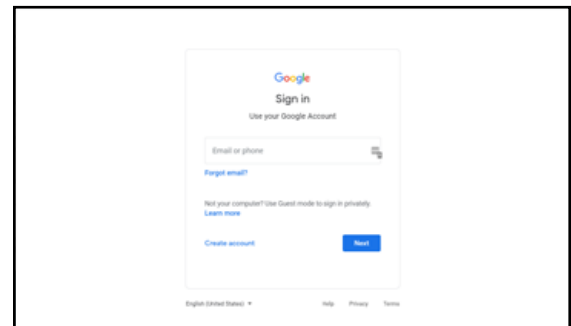 Google
Sign in
Use your Google Account
Email or phone
Forgot email?
Not your computer? Use Guest mode to sign in privately.
Learn more
Create account
Next
English (United States)
Help
Privacy
Terms